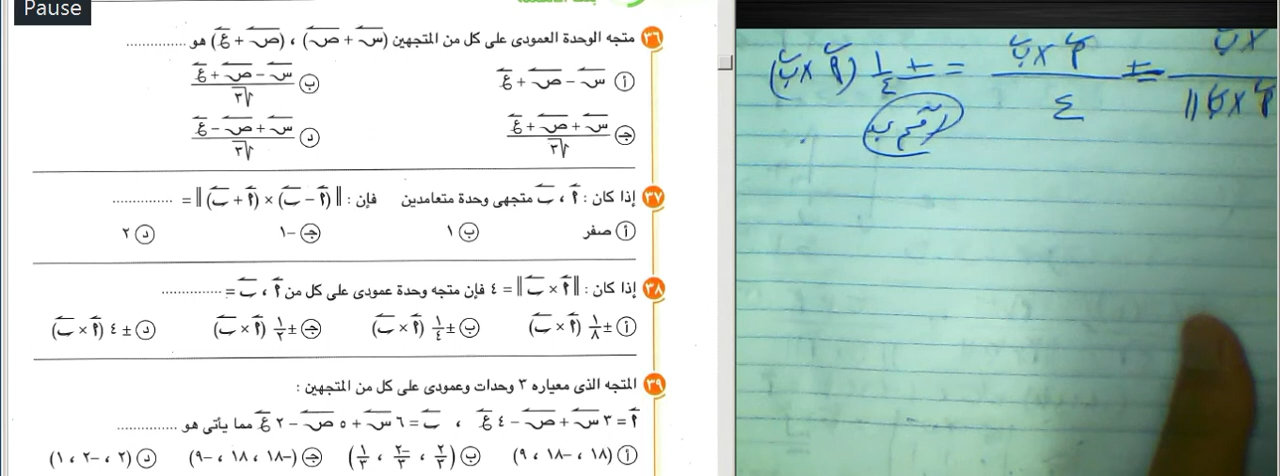 Pause
٣٦ متجه الوحدة العمودى على كل من المتجهين (س + ص) ، (ص + ع) هو ...............
أ س - ص + ع
ب (س - ص + ع) / √٣
ج (س + ص + ع) / √٣
د (س + ص - ع) / √٣
٣٧ إذا كان : أ ، ب متجهى وحدة متعامدين فإن : || (أ - ب) × (أ + ب) || = ...............
أ صفر ب ١ ج -١ د ٢
٣٨ إذا كان : || أ × ب || = ٤ فإن متجه وحدة عمودى على كل من أ ، ب = ...............
أ ± ١/٨ (أ × ب) ب ± ١/٤ (أ × ب) ج ± ١/٢ (أ × ب) د ± ٤ (أ × ب)
٣٩ المتجه الذى معياره ٣ وحدات وعمودى على كل من المتجهين :
أ = ٣ س + ص - ٤ ع ، ب = ٦ س + ٥ ص - ٢ ع مما يأتى هو ...............
أ (١٨ ، -١٨ ، ٩) ب (٢/٣ ، -٢/٣ ، ١/٣) ج (-١٨ ، ١٨ ، -٩) د (٢ ، -٢ ، ١)
± (أ × ب) / ٤ = ± ١/٤ (أ × ب)